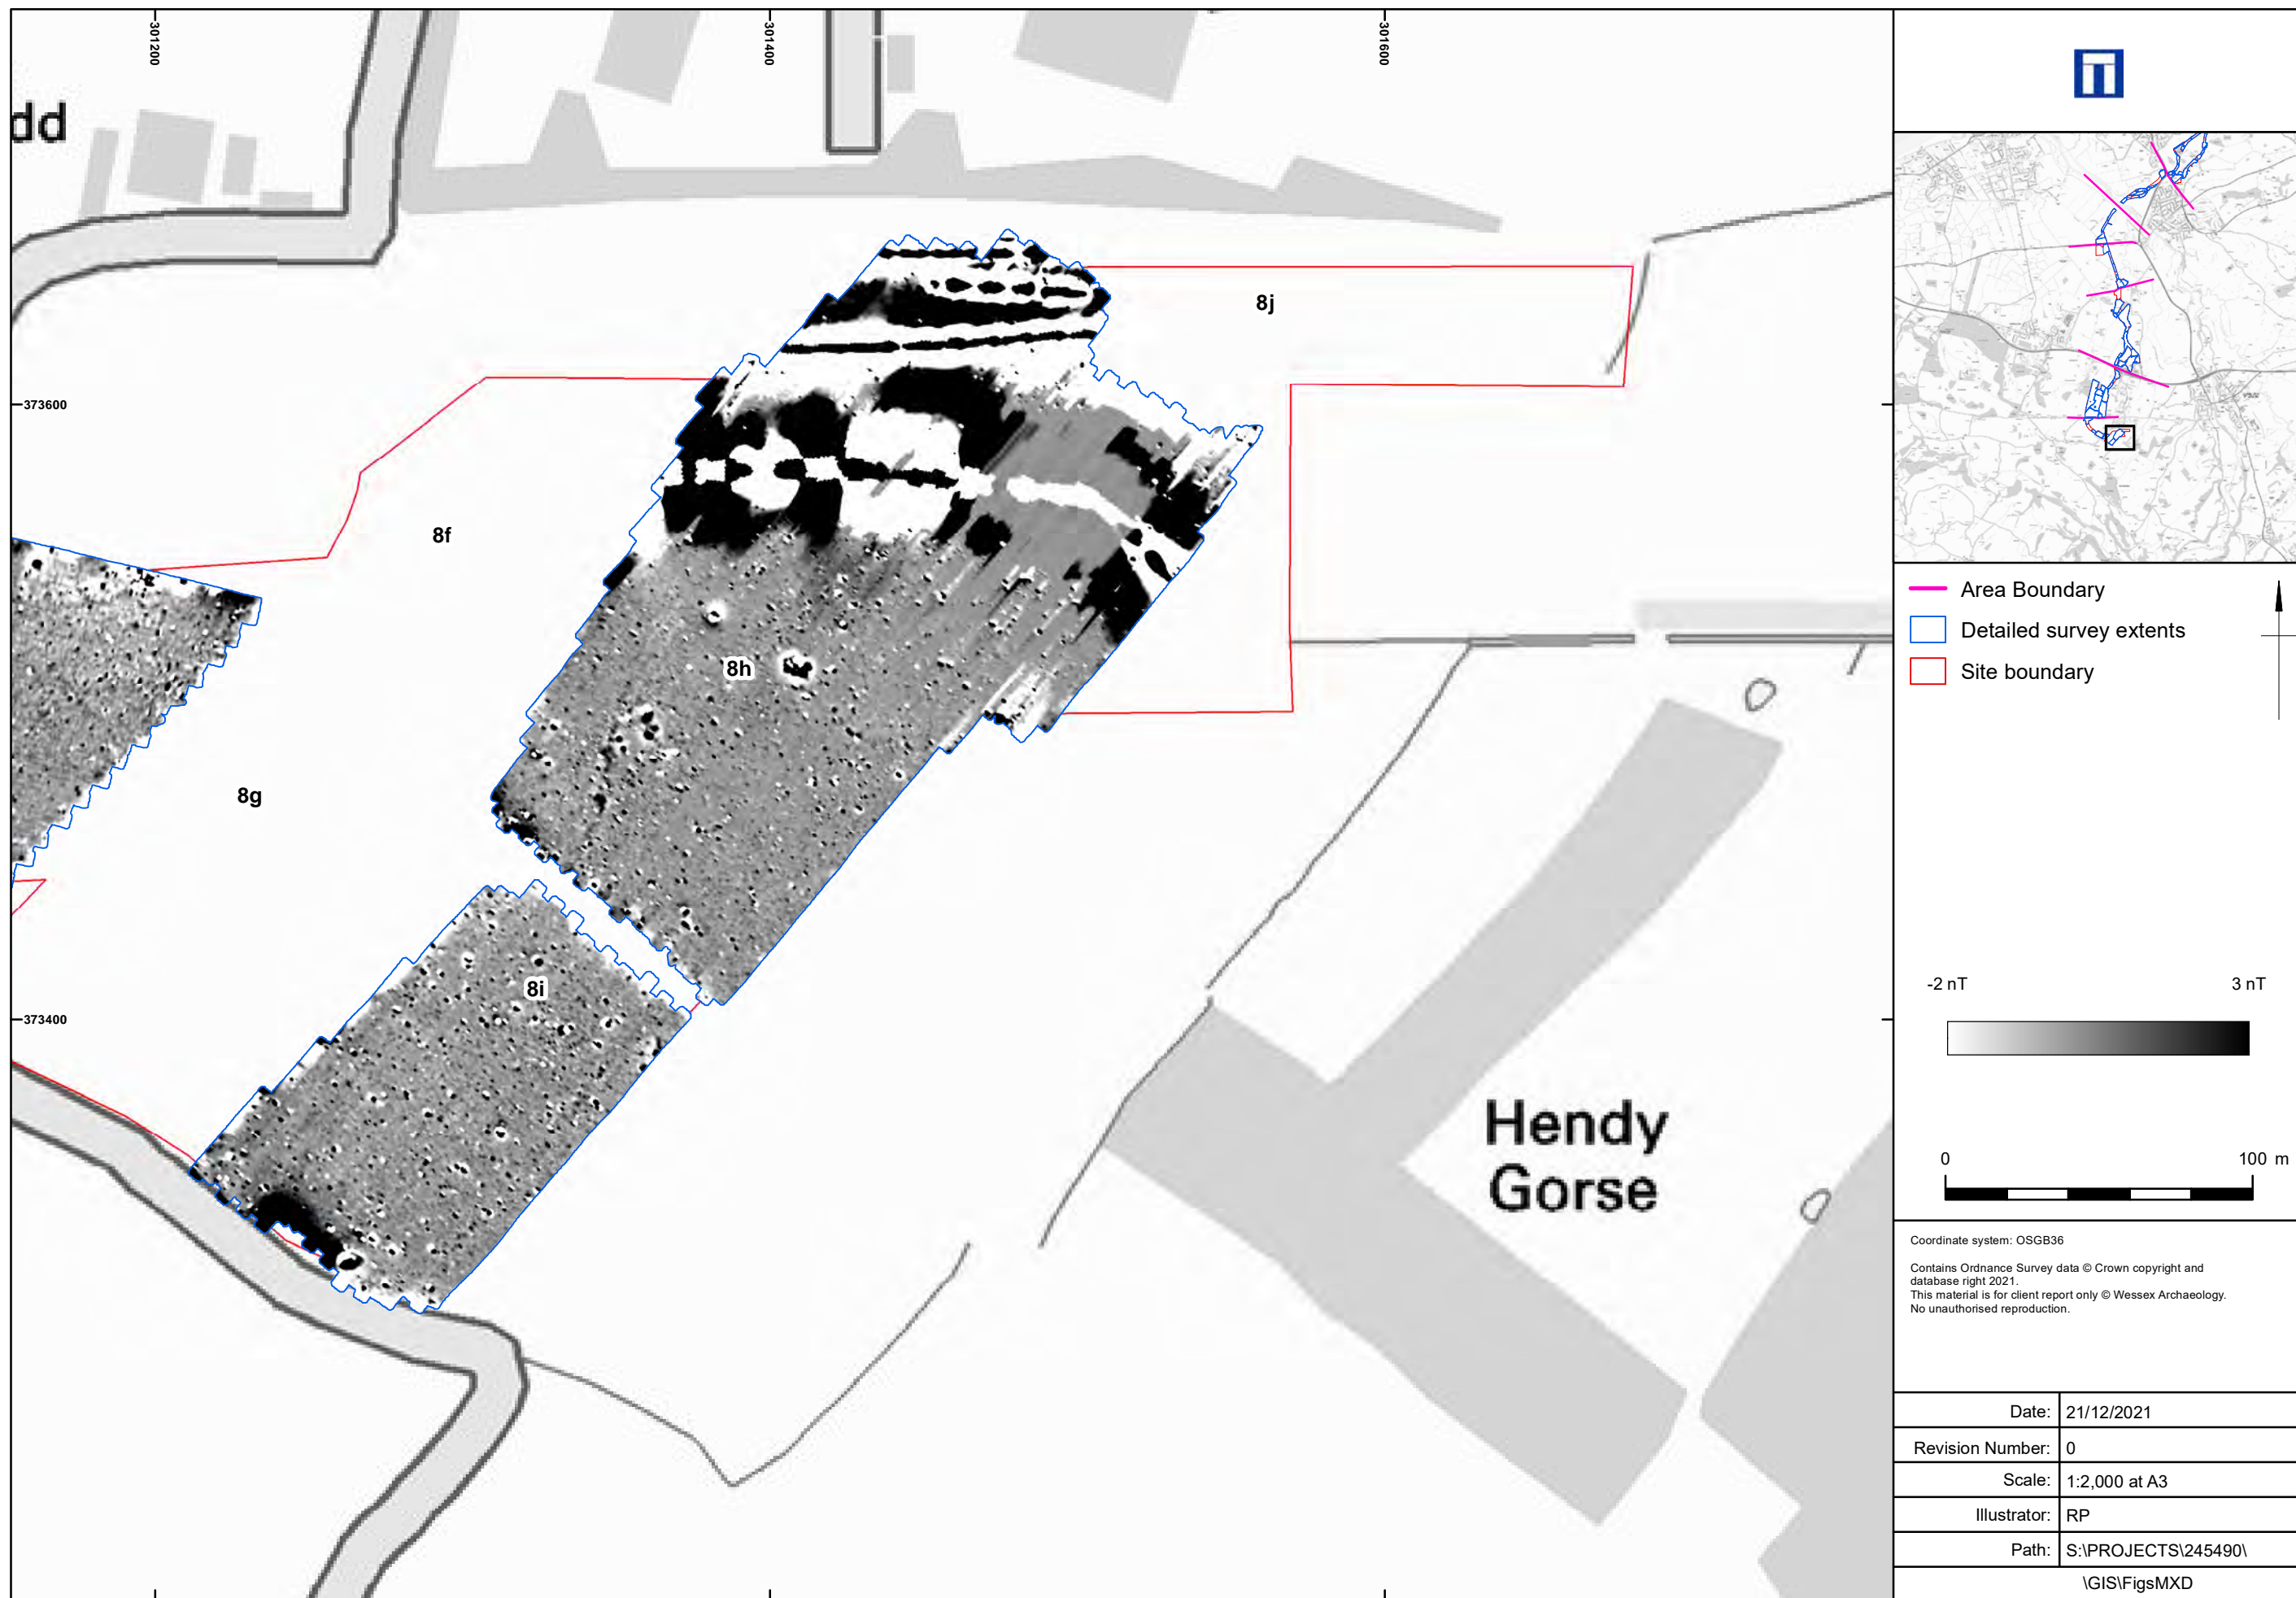 301200
301400
301600
dd
8j
373600
8f
8h
8g
8i
373400
Hendy
Gorse
Area Boundary
Detailed survey extents
Site boundary
-2 nT
3 nT
0
100 m
Coordinate system: OSGB36
Contains Ordnance Survey data © Crown copyright and
database right 2021.
This material is for client report only © Wessex Archaeology.
No unauthorised reproduction.
Date: 21/12/2021
Revision Number: 0
Scale: 1:2,000 at A3
Illustrator: RP
Path: S:\PROJECTS\245490\
\GIS\FigsMXD